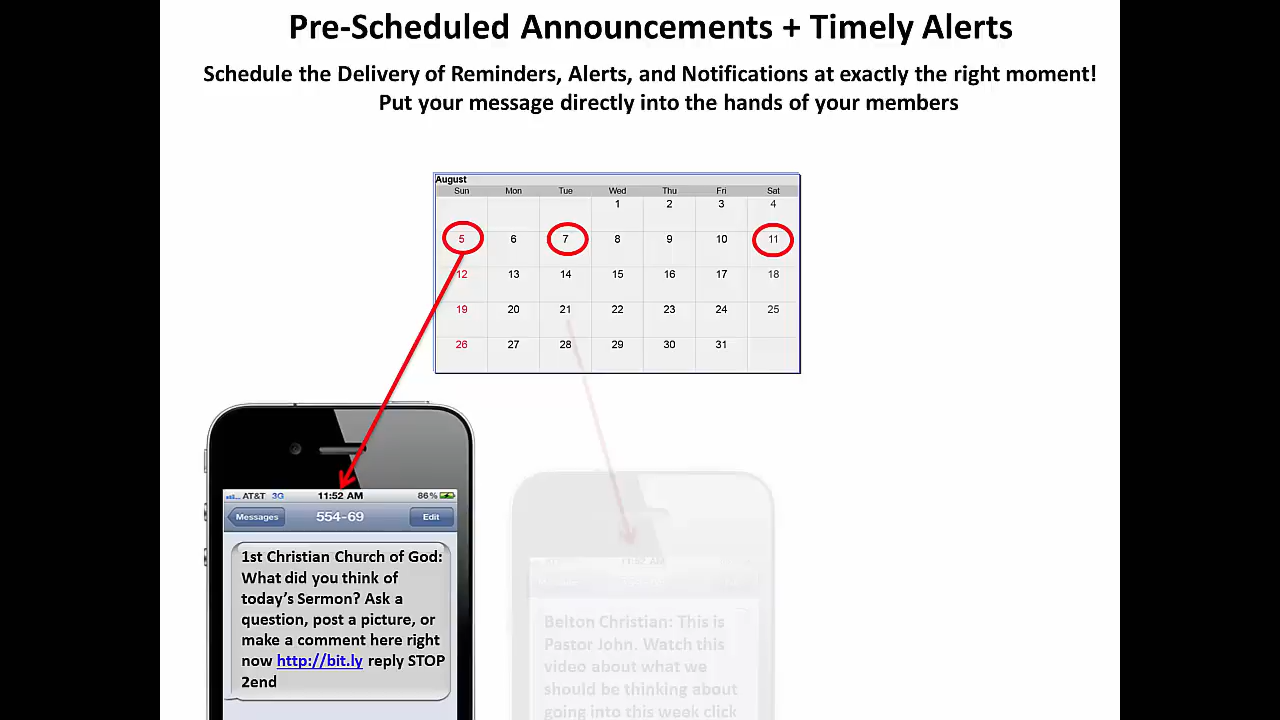 Pre-Scheduled Announcements + Timely Alerts
Schedule the Delivery of Reminders, Alerts, and Notifications at exactly the right moment!
Put your message directly into the hands of your members
August
Sun Mon Tue Wed Thu Fri Sat
1 2 3 4
5 6 7 8 9 10 11
12 13 14 15 16 17 18
19 20 21 22 23 24 25
26 27 28 29 30 31
AT&T 3G 11:52 AM 86%
Messages 554-69 Edit
1st Christian Church of God:
What did you think of
today’s Sermon? Ask a
question, post a picture, or
make a comment here right
now http://bit.ly reply STOP
2end
11:52 AM
Belton Christian: This is
Pastor John. Watch this
video about what we
should be thinking about
going into this week click